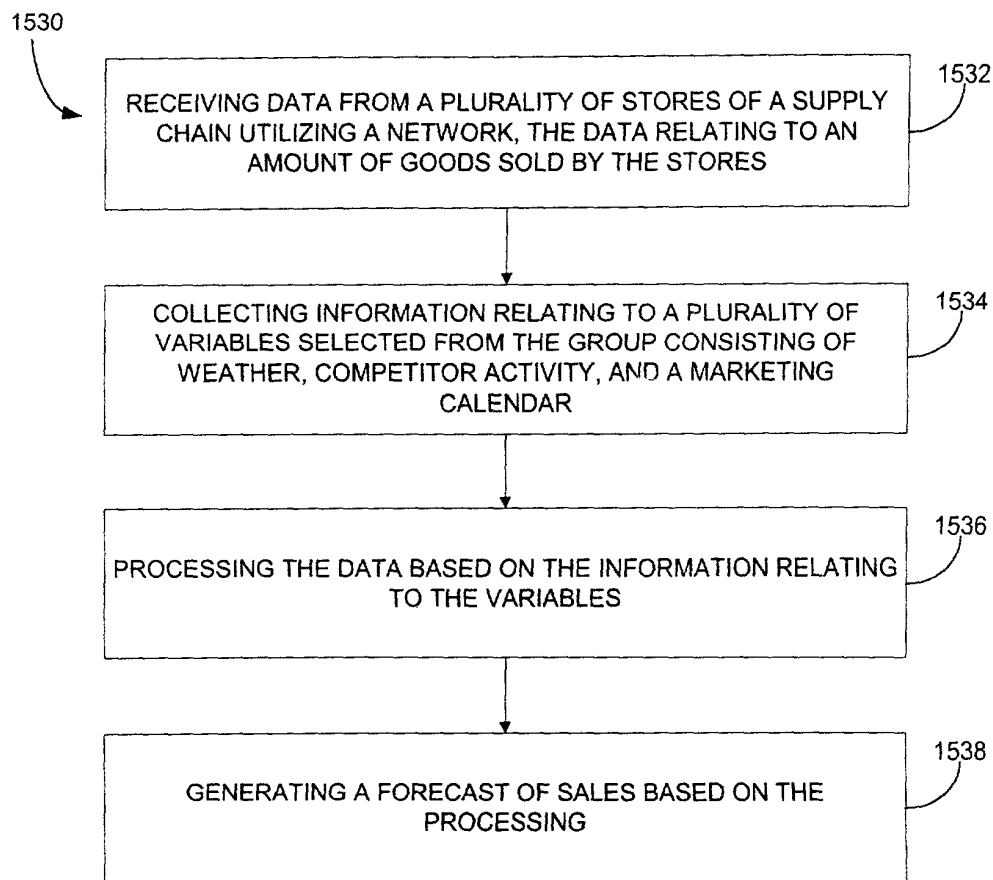 1530
1532
RECEIVING DATA FROM A PLURALITY OF STORES OF A SUPPLY
CHAIN UTILIZING A NETWORK, THE DATA RELATING TO AN
AMOUNT OF GOODS SOLD BY THE STORES
1534
COLLECTING INFORMATION RELATING TO A PLURALITY OF
VARIABLES SELECTED FROM THE GROUP CONSISTING OF
WEATHER, COMPETITOR ACTIVITY, AND A MARKETING
CALENDAR
1536
PROCESSING THE DATA BASED ON THE INFORMATION RELATING
TO THE VARIABLES
1538
GENERATING A FORECAST OF SALES BASED ON THE
PROCESSING